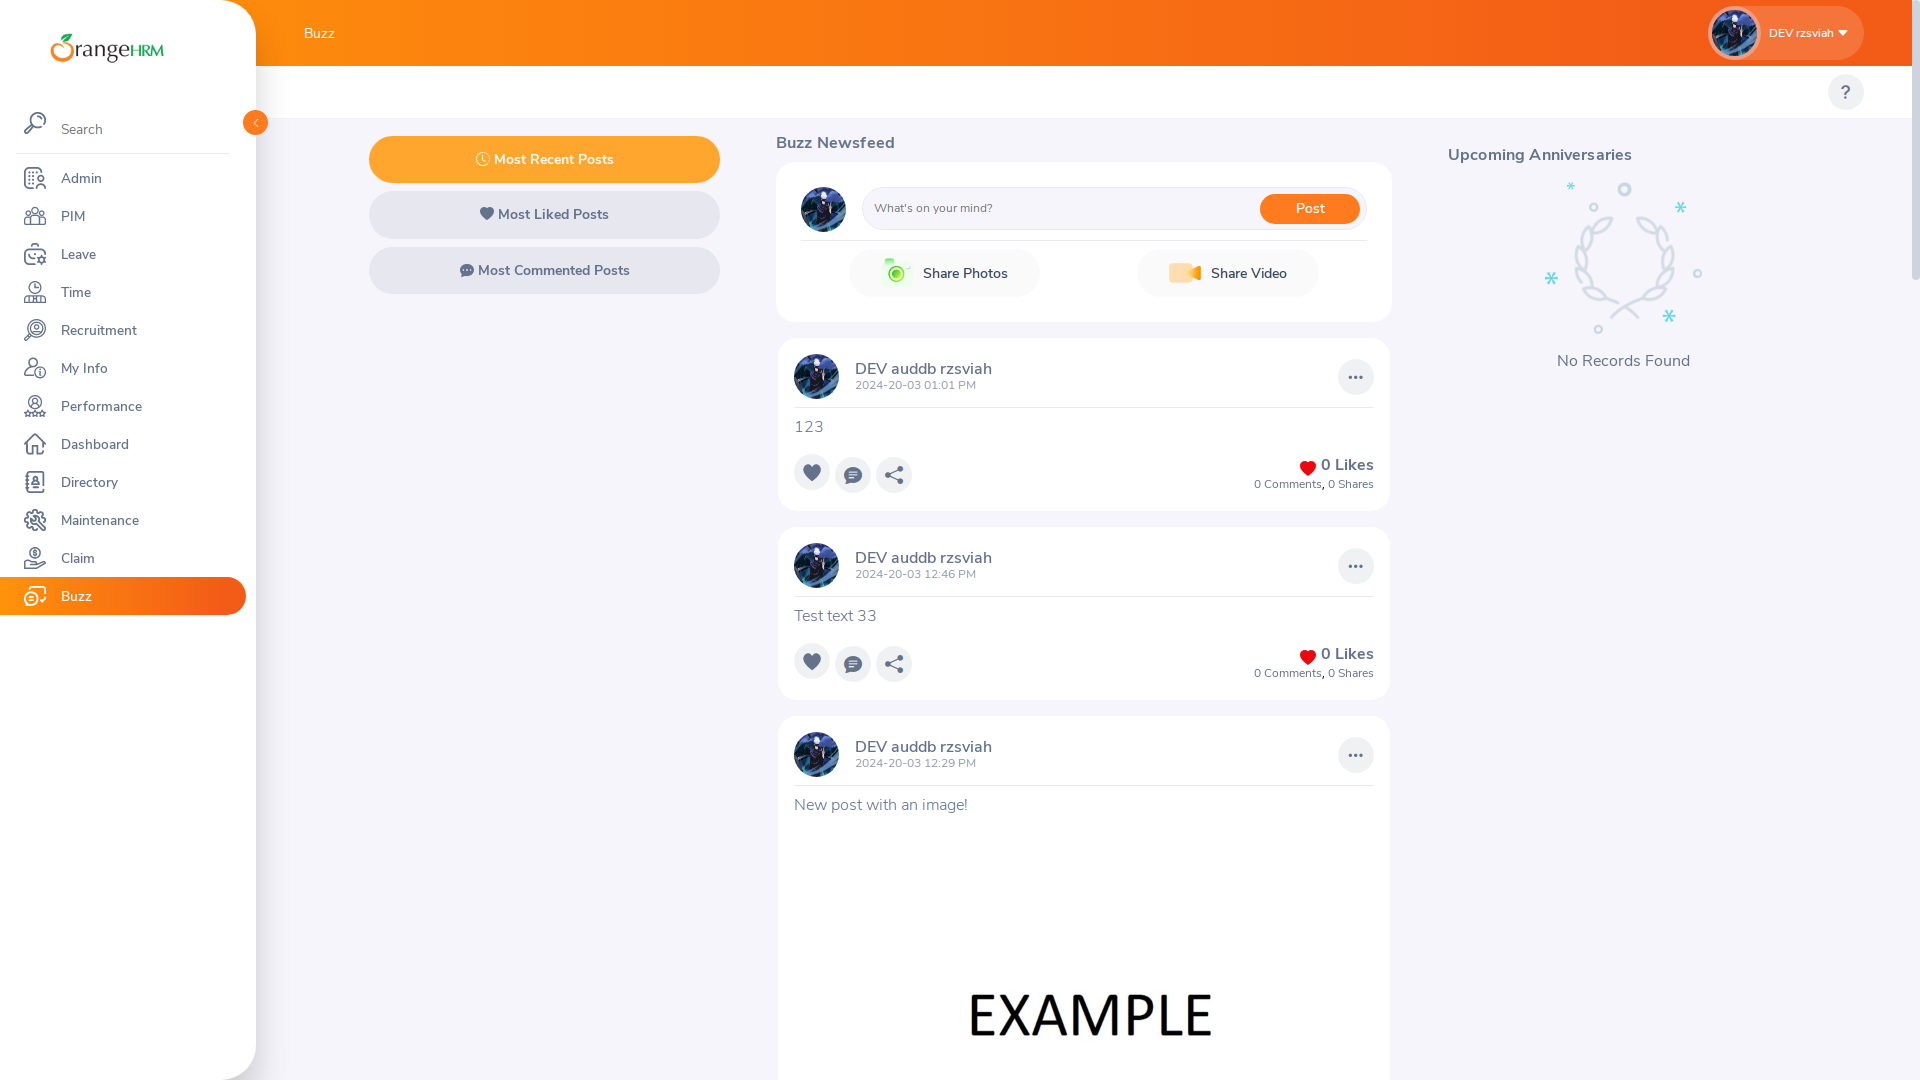 OrangeHRM
Search
Admin
PIM
Leave
Time
Recruitment
My Info
Performance
Dashboard
Directory
Maintenance
Claim
Buzz
Buzz
DEV rzsviah
?
Most Recent Posts
Most Liked Posts
Most Commented Posts
Buzz Newsfeed
What's on your mind?
Post
Share Photos
Share Video
DEV auddb rzsviah
2024-20-03 01:01 PM
123
0 Likes
0 Comments, 0 Shares
DEV auddb rzsviah
2024-20-03 12:46 PM
Test text 33
0 Likes
0 Comments, 0 Shares
DEV auddb rzsviah
2024-20-03 12:29 PM
New post with an image!
EXAMPLE
Upcoming Anniversaries
No Records Found